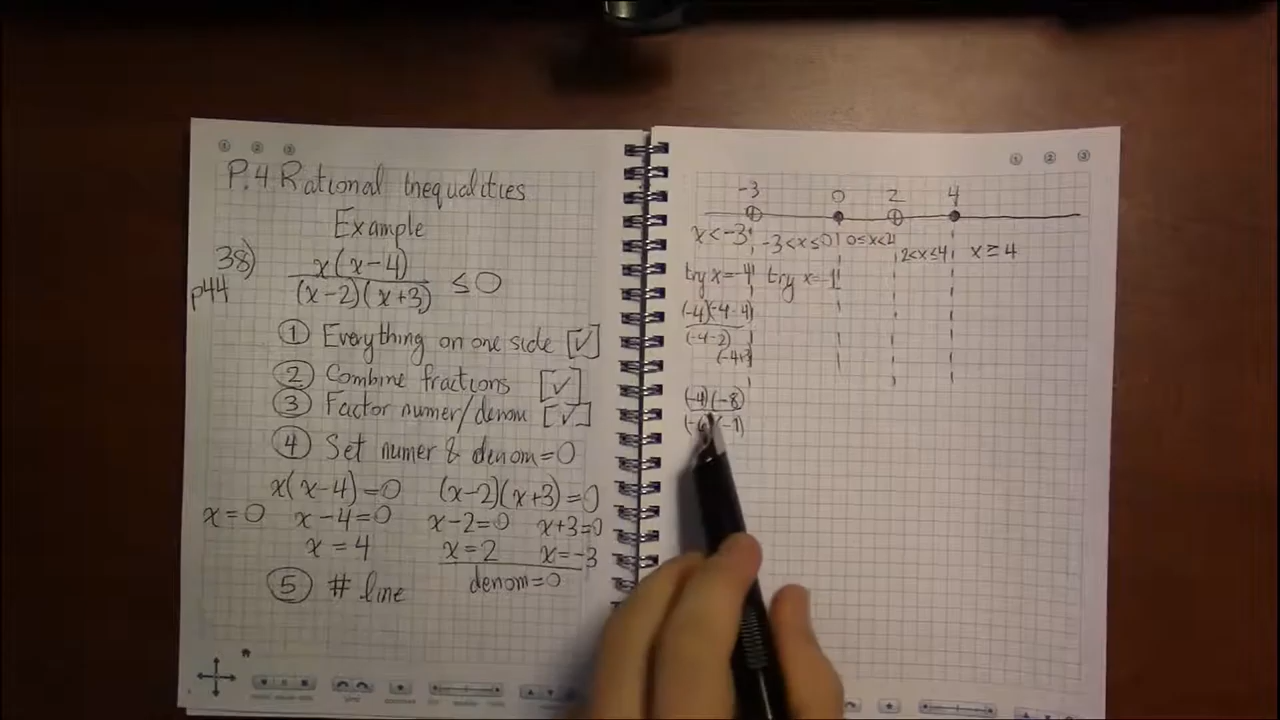 P.4 Rational Inequalities
Example
38)
p44
x(x-4)
(x-2)(x+3)
≤ 0
① Everything on one side [✓]
② Combine fractions [✓]
③ Factor numer/denom [✓]
④ Set numer & denom = 0
x(x-4)=0 (x-2)(x+3)=0
x=0 x-4=0 x-2=0 x+3=0
x=4 x=2 x=-3
denom=0
⑤ # line
-3 0 2 4
x<-3 -3<x≤0 0≤x<2 2<x≤4 x≥4
try x=-4 try x=-1
(-4)(-4-4)
(-4-2)
(-4)(-8)